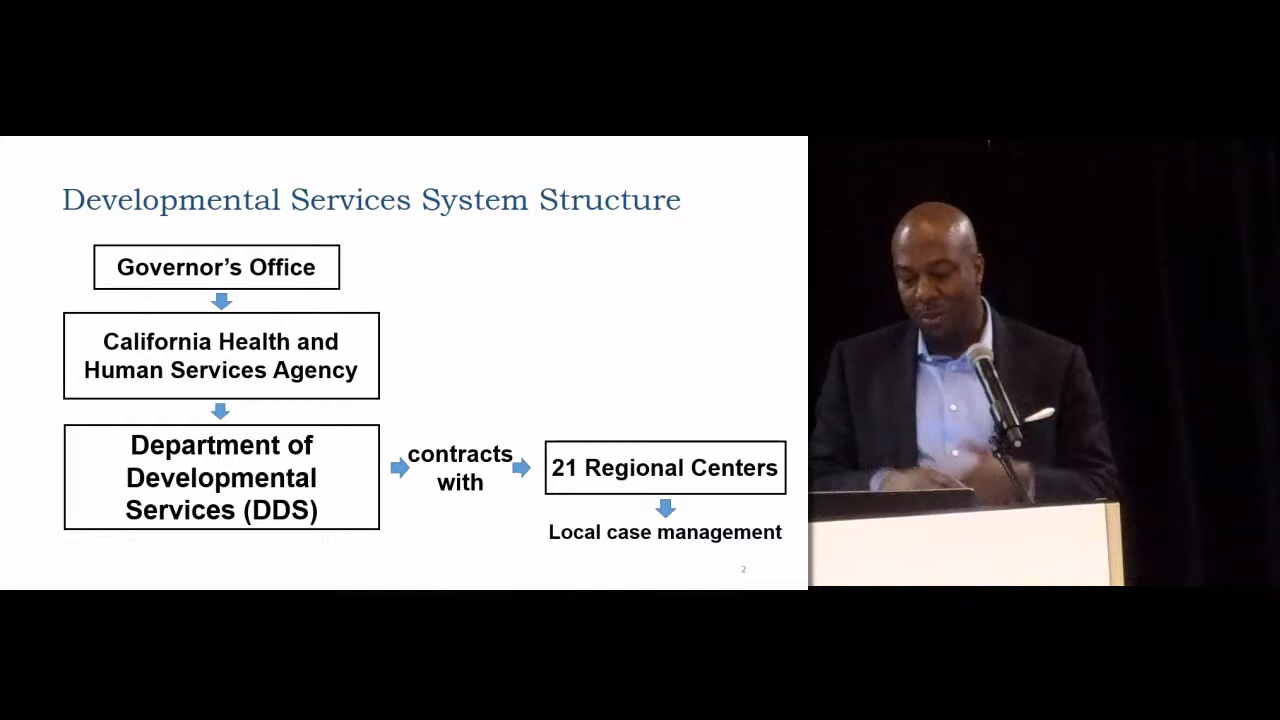 Developmental Services System Structure
Governor's Office
California Health and
Human Services Agency
Department of
Developmental
Services (DDS)
contracts
with
21 Regional Centers
Local case management
2